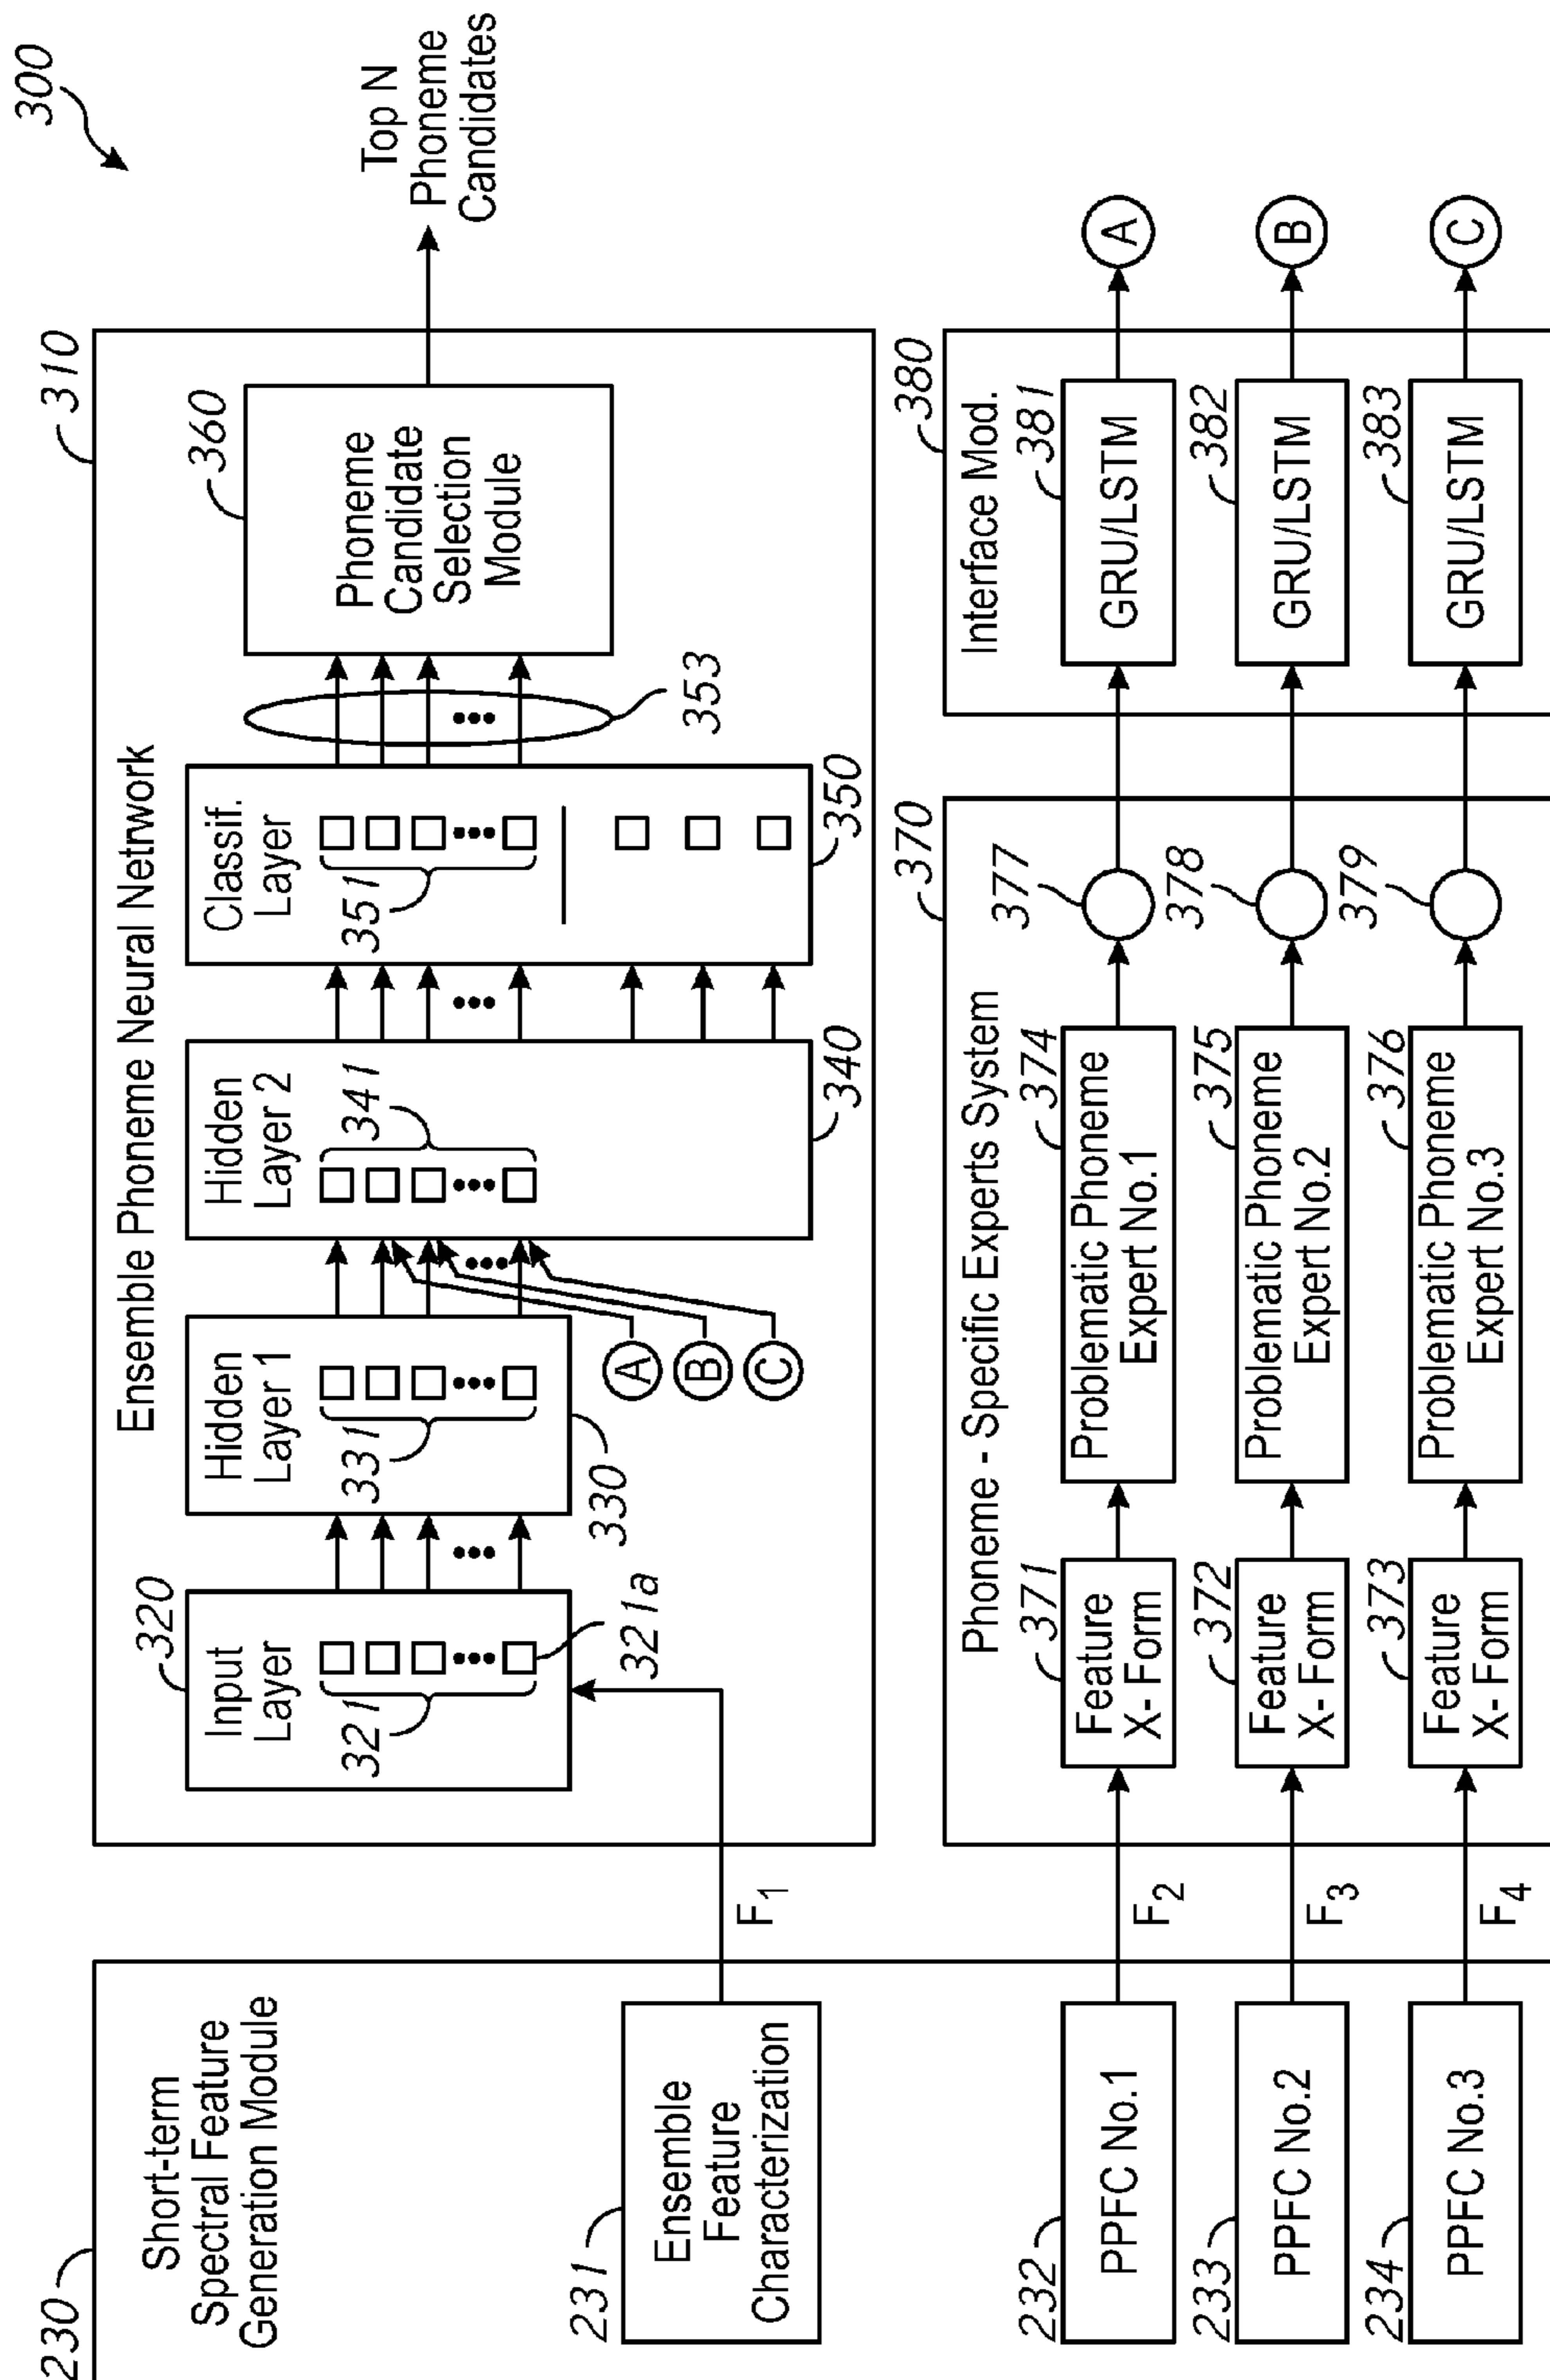 300
230
Short-term
Spectral Feature
Generation Module
231
Ensemble
Feature
Characterization
232
PPFC No.1
233
PPFC No.2
234
PPFC No.3
F1
F2
F3
F4
310
Ensemble Phoneme Neural Netrwork
320
Input
Layer
321
321a
Hidden
Layer 1
331
330
A
B
C
Hidden
Layer 2
341
340
Classif.
Layer
351
350
353
360
Phoneme
Candidate
Selection
Module
Top N
Phoneme
Candidates
370
Phoneme - Specific Experts System
371
Feature
X- Form
374
Problematic Phoneme
Expert No.1
377
372
Feature
X- Form
375
Problematic Phoneme
Expert No.2
378
373
Feature
X- Form
376
Problematic Phoneme
Expert No.3
379
380
Interface Mod.
381
GRU/LSTM
A
382
GRU/LSTM
B
383
GRU/LSTM
C